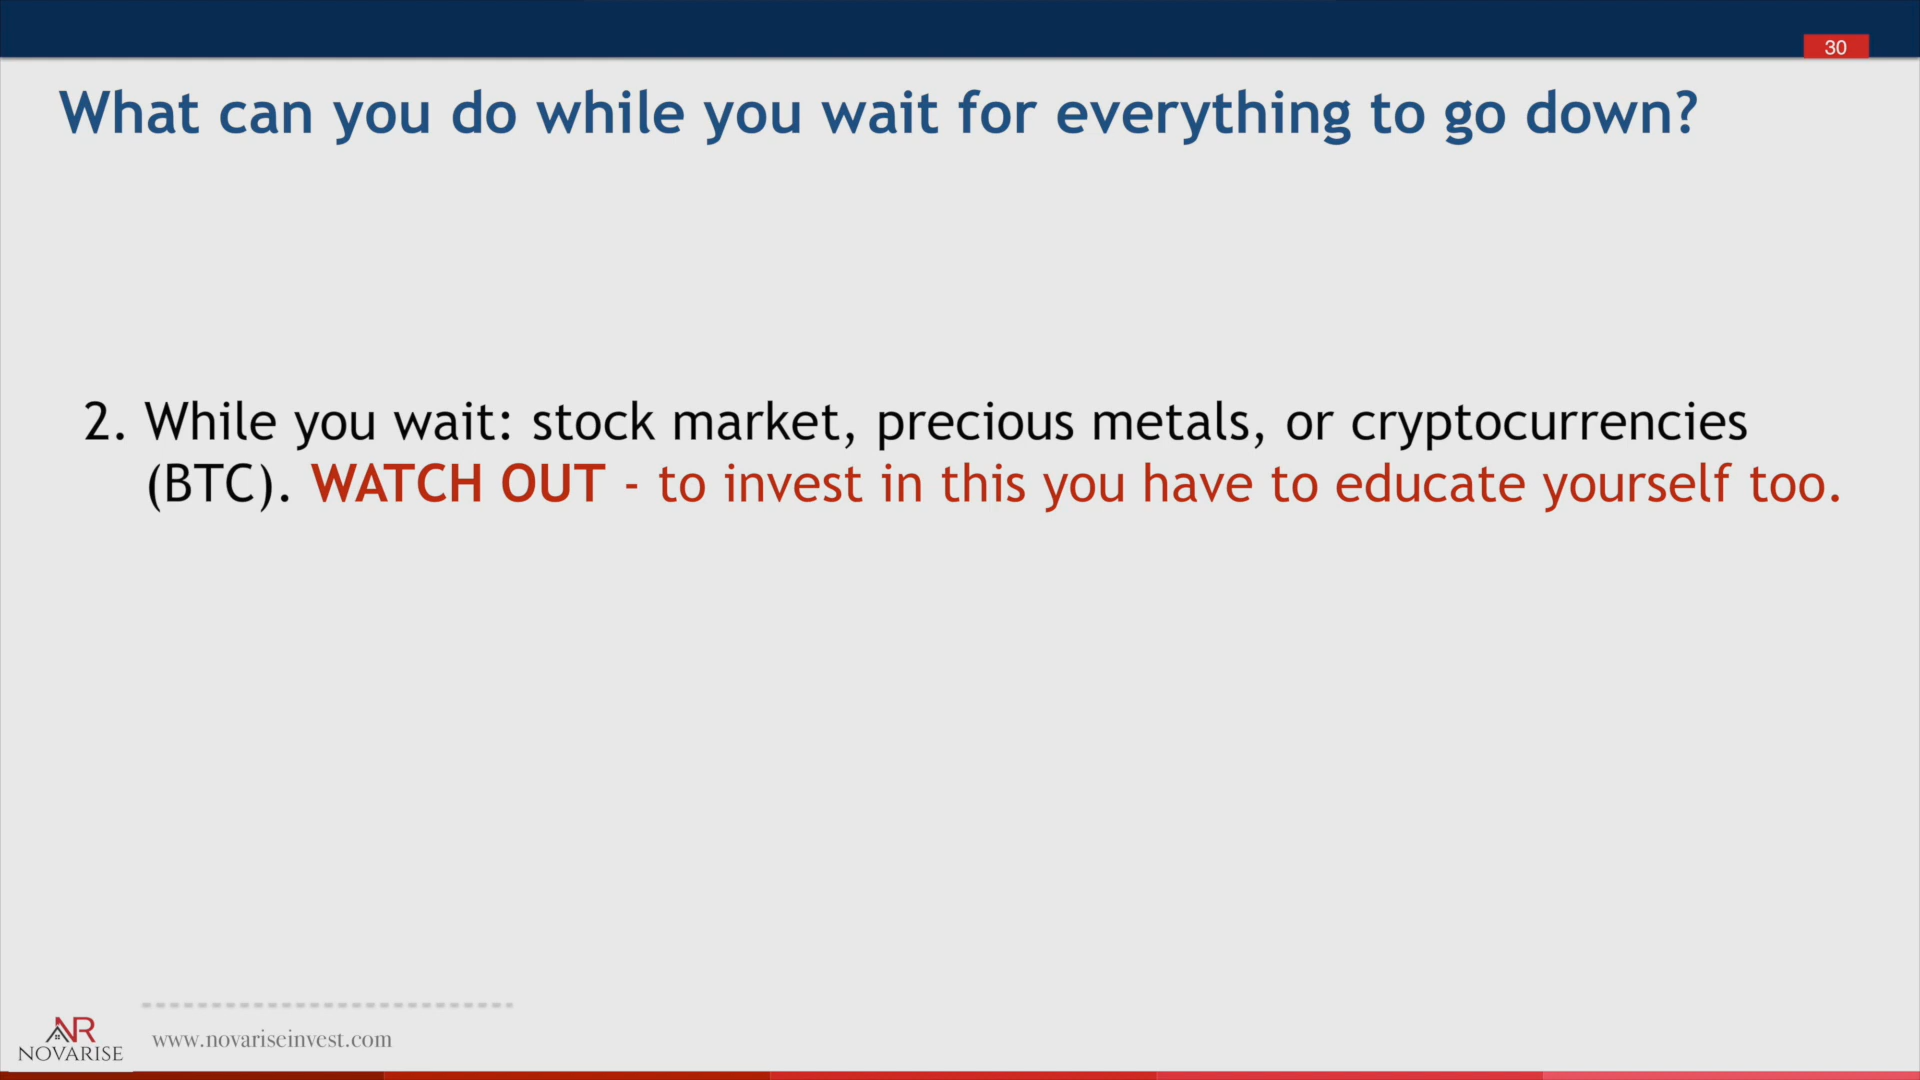 30
What can you do while you wait for everything to go down?
2. While you wait: stock market, precious metals, or cryptocurrencies
(BTC). WATCH OUT - to invest in this you have to educate yourself too.
NR
NOVARISE
www.novariseinvest.com